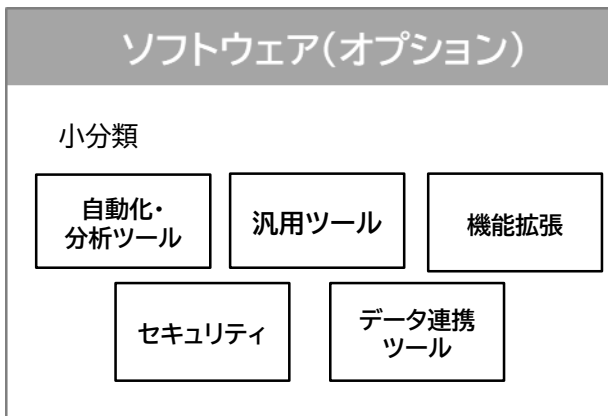 ソフトウェア(オプション)
小分類
自動化・
分析ツール
汎用ツール
機能拡張
セキュリティ
データ連携
ツール